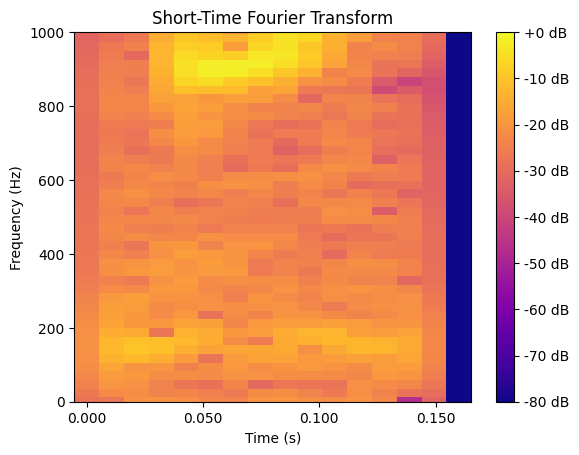 Short-Time Fourier Transform
1000
800
600
400
200
0
Frequency (Hz)
0.000
0.050
0.100
0.150
Time (s)
+0 dB
-10 dB
-20 dB
-30 dB
-40 dB
-50 dB
-60 dB
-70 dB
-80 dB